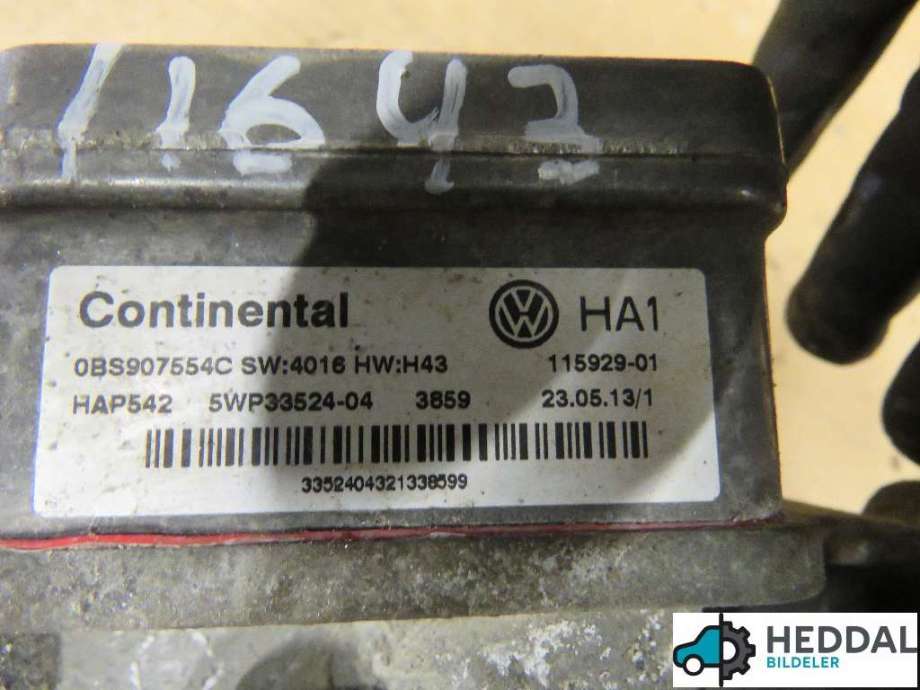 11642
Continental HA1
0BS907554C SW:4016 HW:H43 115929-01
HAP542 5WP33524-04 3859 23.05.13/1
3352404321338599
HEDDAL
BILDELER